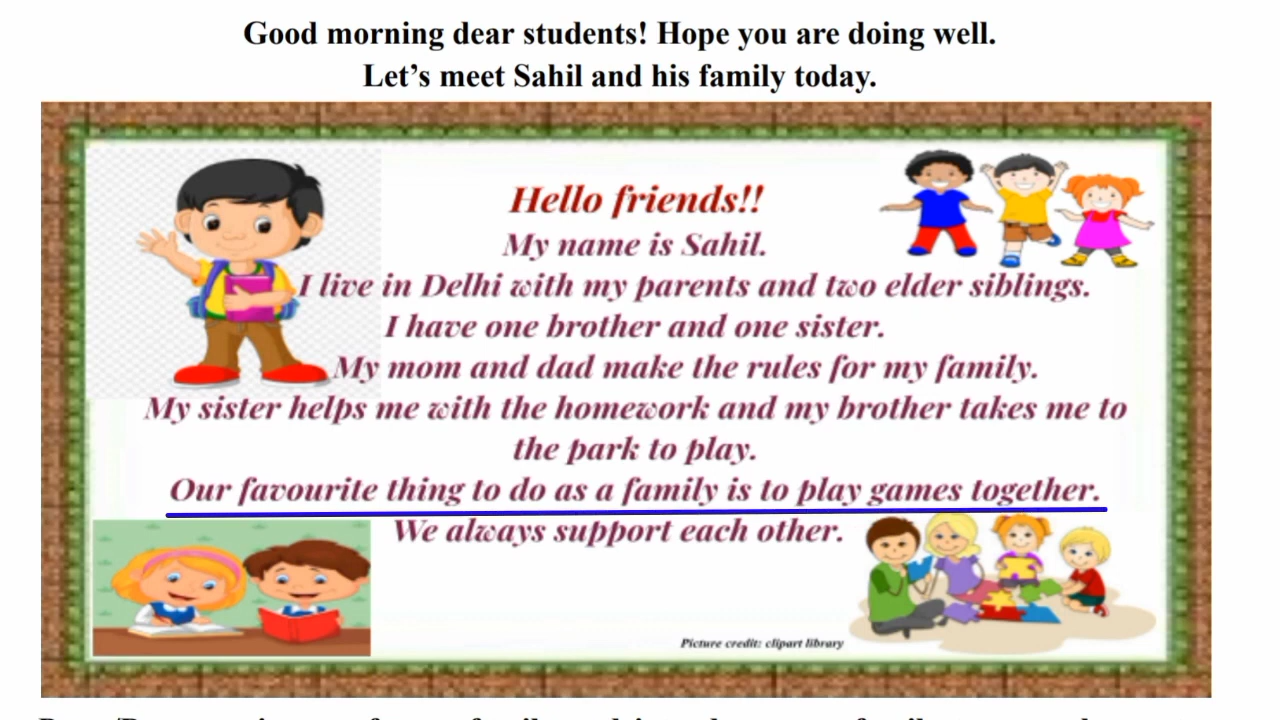 Good morning dear students! Hope you are doing well.
Let's meet Sahil and his family today.
Hello friends!!
My name is Sahil.
I live in Delhi with my parents and two elder siblings.
I have one brother and one sister.
My mom and dad make the rules for my family.
My sister helps me with the homework and my brother takes me to
the park to play.
Our favourite thing to do as a family is to play games together.
We always support each other.
Picture credit: clipart library